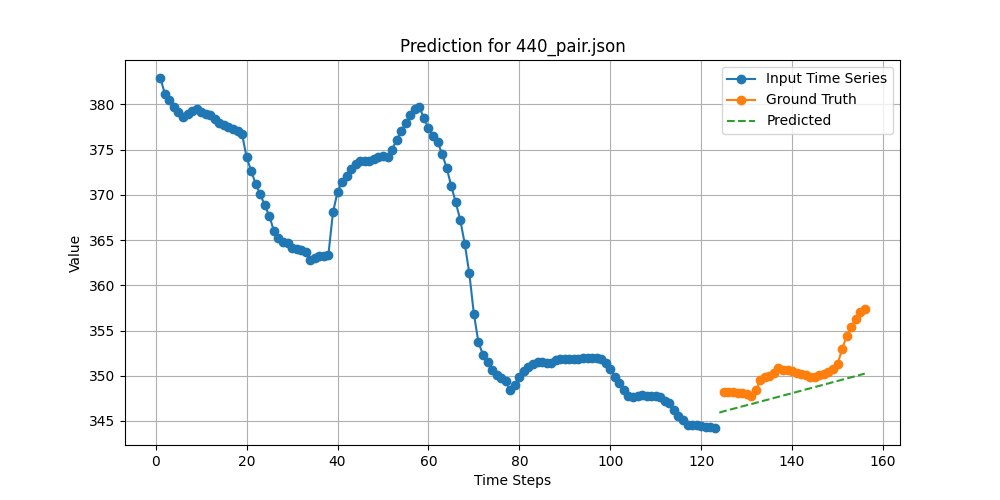 Prediction for 440_pair.json
Input Time Series
Ground Truth
Predicted
Value
380
375
370
365
360
355
350
345
0 20 40 60 80 100 120 140 160
Time Steps